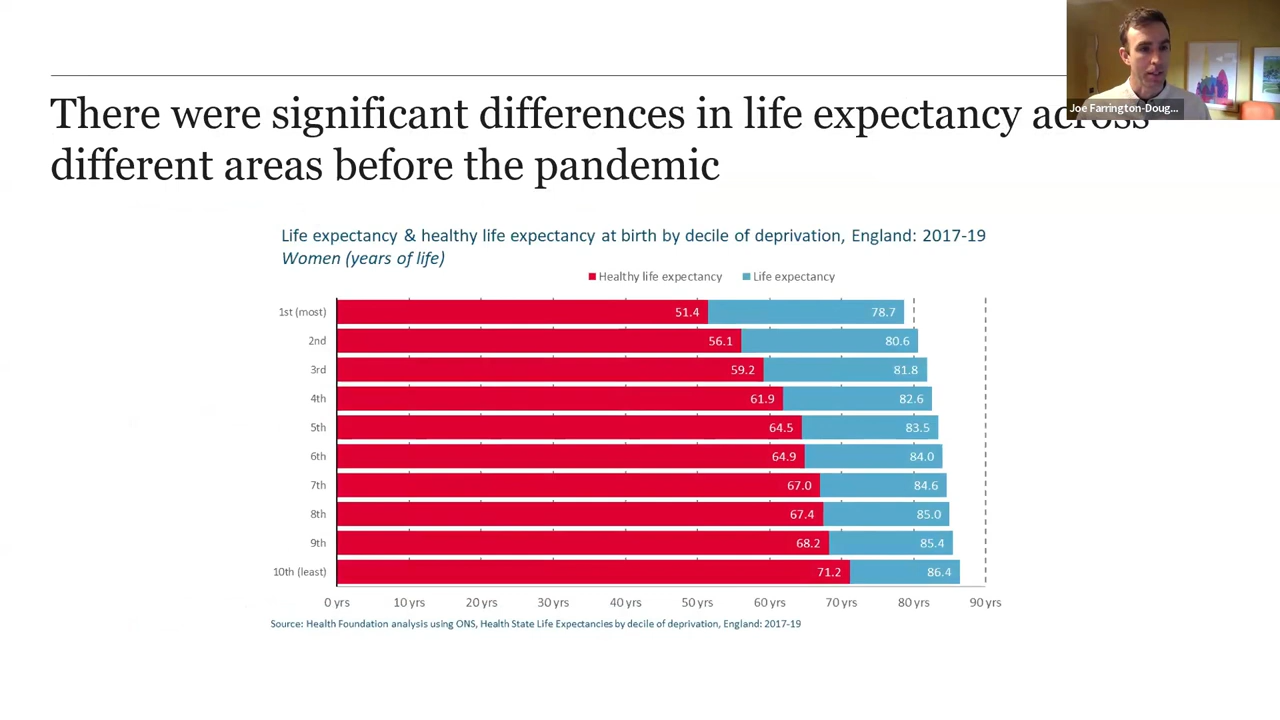 Joe Farrington-Doug...
There were significant differences in life expectancy across
different areas before the pandemic
Life expectancy & healthy life expectancy at birth by decile of deprivation, England: 2017-19
Women (years of life)
Healthy life expectancy Life expectancy
1st (most) 51.4 78.7
2nd 56.1 80.6
3rd 59.2 81.8
4th 61.9 82.6
5th 64.5 83.5
6th 64.9 84.0
7th 67.0 84.6
8th 67.4 85.0
9th 68.2 85.4
10th (least) 71.2 86.4
0 yrs 10 yrs 20 yrs 30 yrs 40 yrs 50 yrs 60 yrs 70 yrs 80 yrs 90 yrs
Source: Health Foundation analysis using ONS, Health State Life Expectancies by decile of deprivation, England: 2017-19